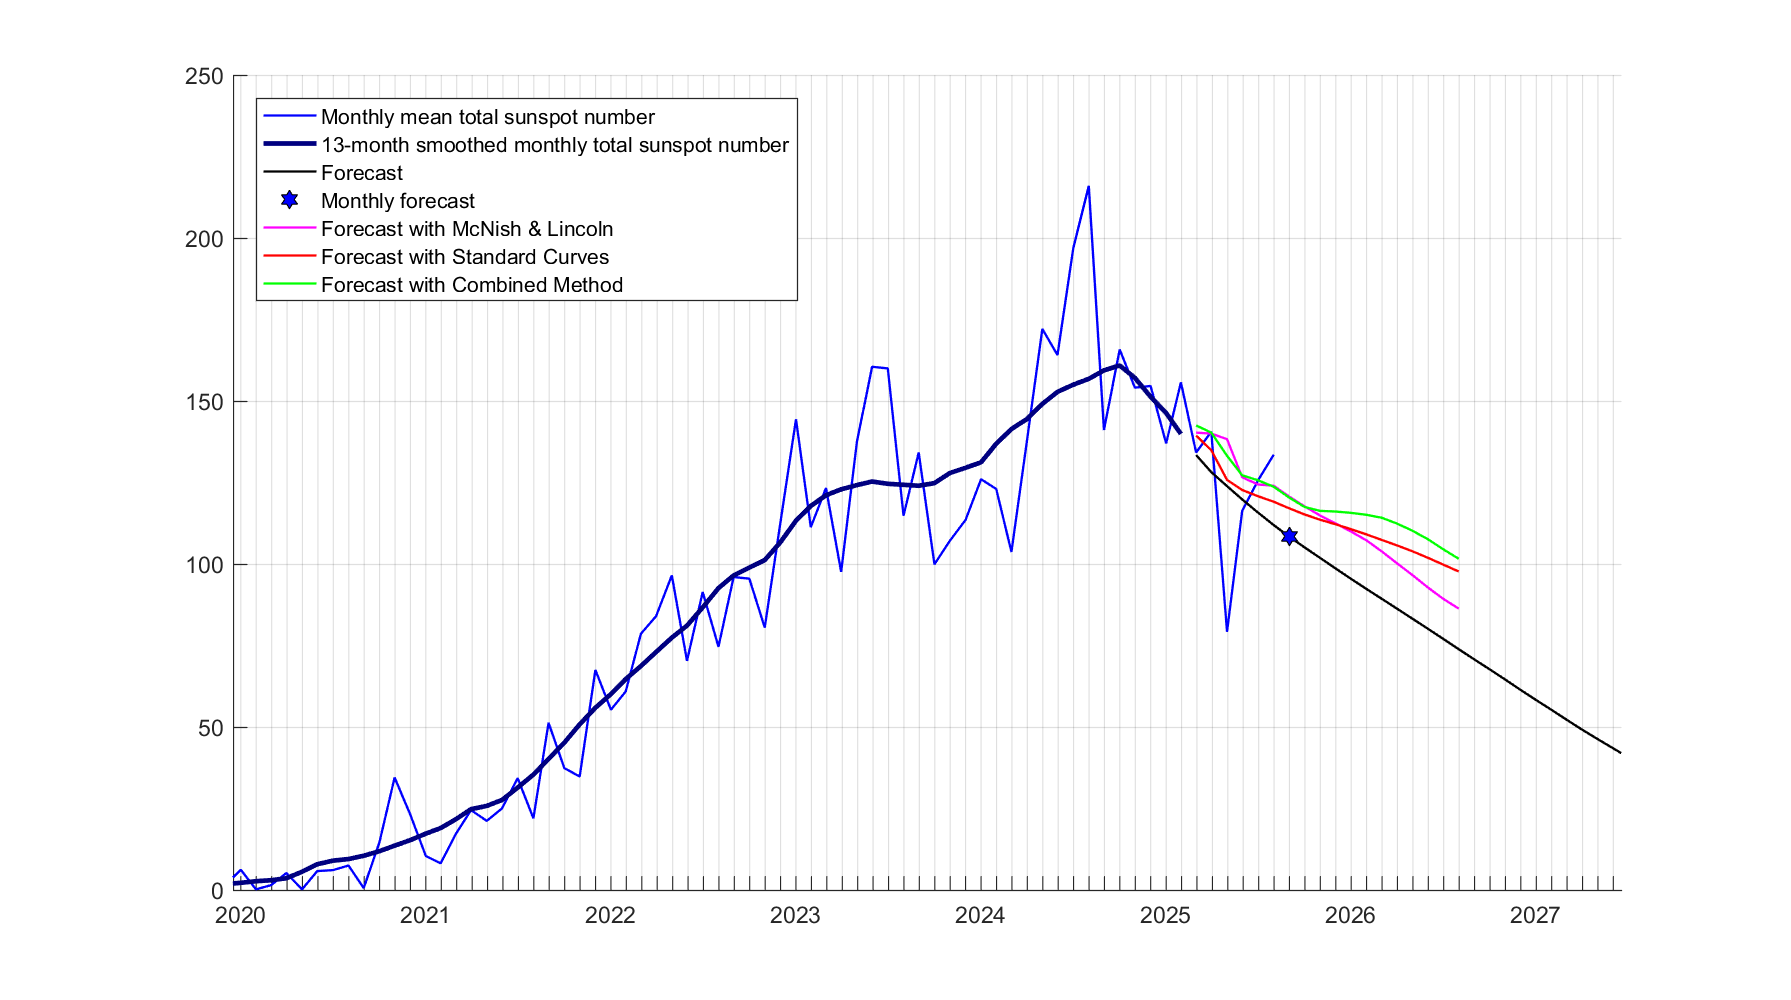 250
200
150
100
50
0
Monthly mean total sunspot number
13-month smoothed monthly total sunspot number
Forecast
Monthly forecast
Forecast with McNish & Lincoln
Forecast with Standard Curves
Forecast with Combined Method
2020 2021 2022 2023 2024 2025 2026 2027